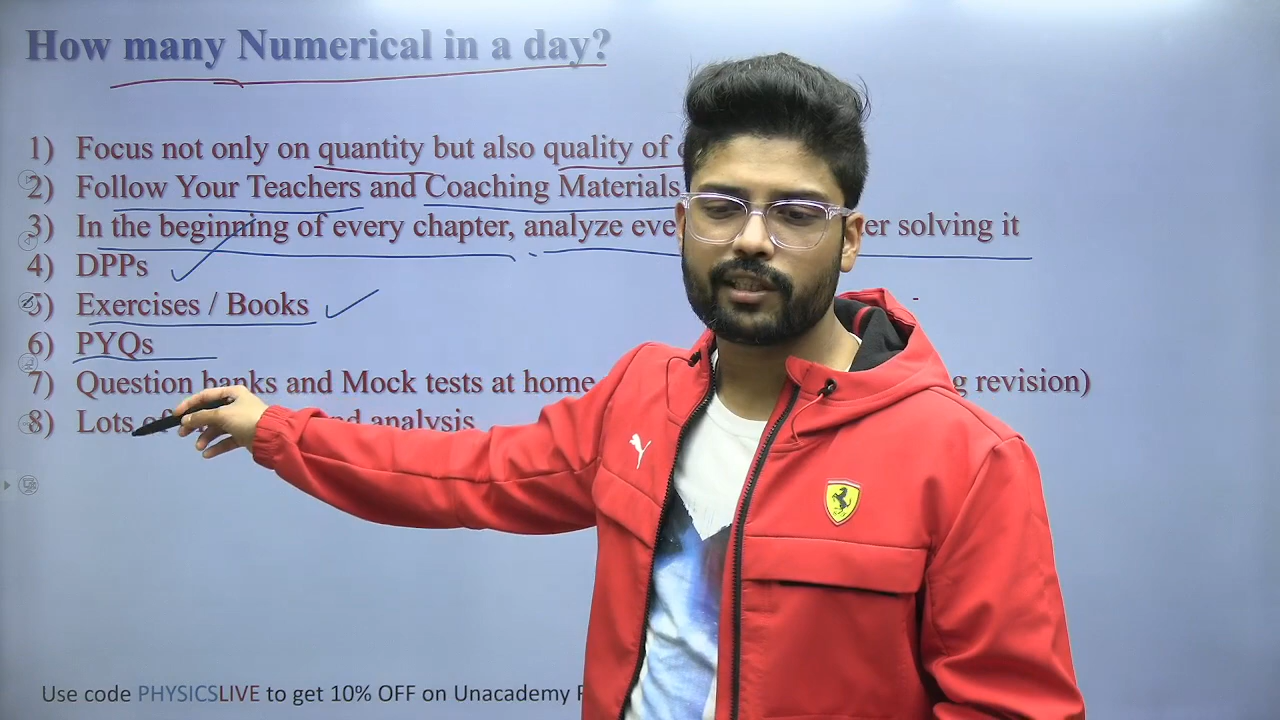 How many Numerical in a day?
1) Focus not only on quantity but also quality of
2) Follow Your Teachers and Coaching Materials
3) In the beginning of every chapter, analyze eve er solving it
4) DPPs
5) Exercises / Books
6) PYQs
7) Question banks and Mock tests at home g revision)
8) Lots of d analysis
Use code PHYSICSLIVE to get 10% OFF on Unacademy